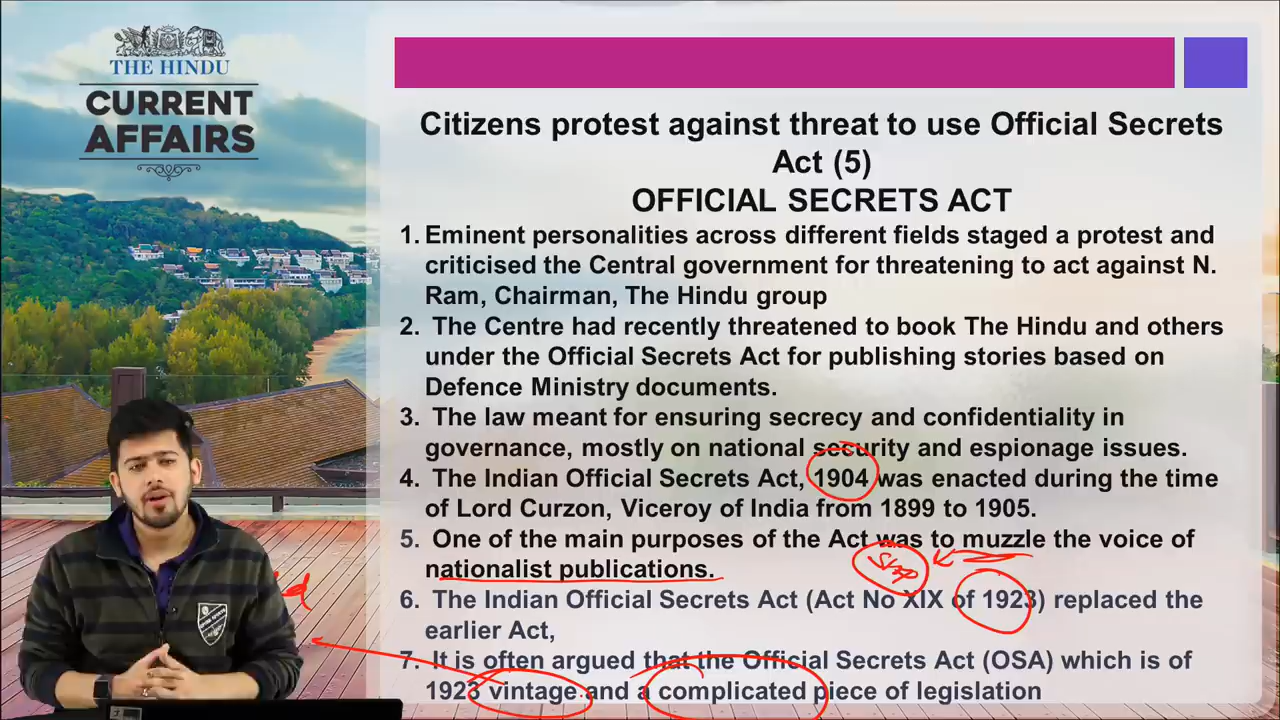 THE HINDU
CURRENT
AFFAIRS
Citizens protest against threat to use Official Secrets
Act (5)
OFFICIAL SECRETS ACT
1. Eminent personalities across different fields staged a protest and
criticised the Central government for threatening to act against N.
Ram, Chairman, The Hindu group
2. The Centre had recently threatened to book The Hindu and others
under the Official Secrets Act for publishing stories based on
Defence Ministry documents.
3. The law meant for ensuring secrecy and confidentiality in
governance, mostly on national security and espionage issues.
4. The Indian Official Secrets Act, 1904 was enacted during the time
of Lord Curzon, Viceroy of India from 1899 to 1905.
5. One of the main purposes of the Act was to muzzle the voice of
nationalist publications.
6. The Indian Official Secrets Act (Act No XIX of 1923) replaced the
earlier Act,
7. It is often argued that the Official Secrets Act (OSA) which is of
1923 vintage and a complicated piece of legislation